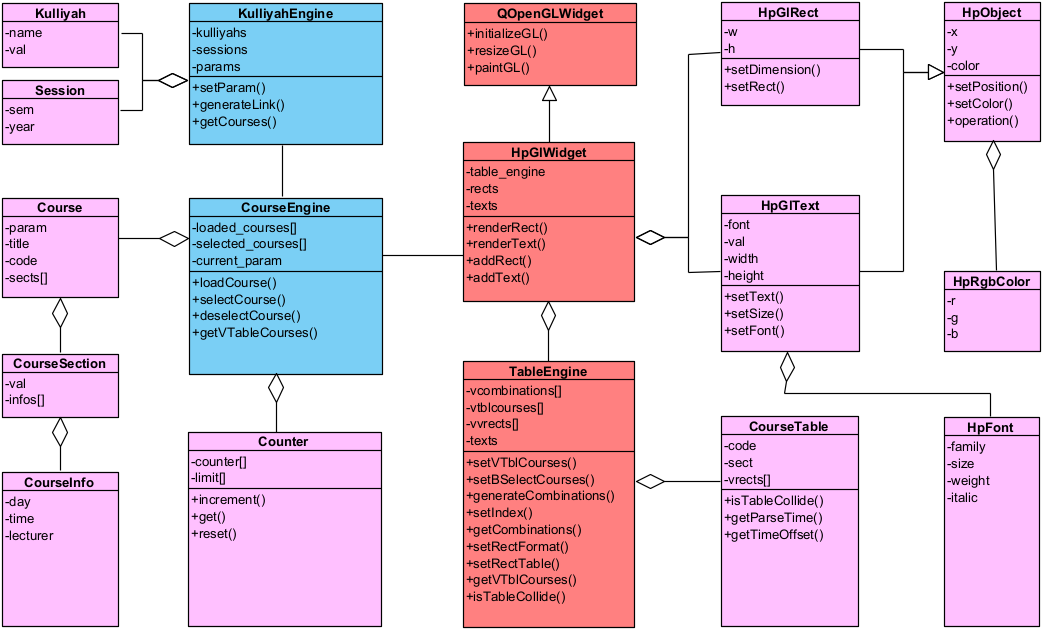 Kulliyah
-name
-val
Session
-sem
-year
KulliyahEngine
-kulliyahs
-sessions
-params
+setParam()
+generateLink()
+getCourses()
QOpenGLWidget
+initializeGL()
+resizeGL()
+paintGL()
HpGlRect
-w
-h
+setDimension()
+setRect()
HpObject
-x
-y
-color
+setPosition()
+setColor()
+operation()
Course
-param
-title
-code
-sects[]
CourseEngine
-loaded_courses[]
-selected_courses[]
-current_param
+loadCourse()
+selectCourse()
+deselectCourse()
+getVTableCourses()
HpGlWidget
-table_engine
-rects
-texts
+renderRect()
+renderText()
+addRect()
+addText()
HpGlText
-font
-val
-width
-height
+setText()
+setSize()
+setFont()
HpRgbColor
-r
-g
-b
CourseSection
-val
-infos[]
CourseInfo
-day
-time
-lecturer
Counter
-counter[]
-limit[]
+increment()
+get()
+reset()
TableEngine
-vcombinations[]
-vtblcourses[]
-vvrects[]
-texts
+setVTblCourses()
+setBSelectCourses()
+generateCombinations()
+setIndex()
+getCombinations()
+setRectFormat()
+setRectTable()
+getVTblCourses()
+isTableCollide()
CourseTable
-code
-sect
-vrects[]
+isTableCollide()
+getParseTime()
+getTimeOffset()
HpFont
-family
-size
-weight
-italic